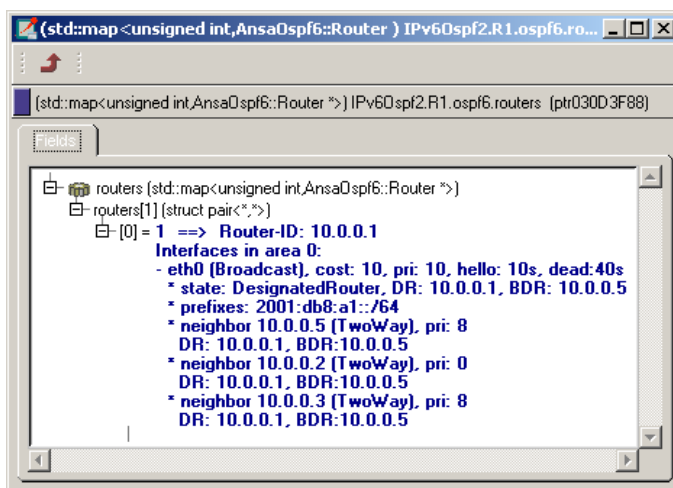 (std::map<unsigned int,AnsaOspf6::Router ) IPv6Ospf2.R1.ospf6.ro...
(std::map<unsigned int,AnsaOspf6::Router *>) IPv6Ospf2.R1.ospf6.routers (ptr030D3F88)
Fields
routers (std::map<unsigned int,AnsaOspf6::Router *>)
routers[1] (struct pair<*,*>)
[0] = 1 ==> Router-ID: 10.0.0.1
Interfaces in area 0:
- eth0 (Broadcast), cost: 10, pri: 10, hello: 10s, dead:40s
* state: DesignatedRouter, DR: 10.0.0.1, BDR: 10.0.0.5
* prefixes: 2001:db8:a1::/64
* neighbor 10.0.0.5 (TwoWay), pri: 8
DR: 10.0.0.1, BDR:10.0.0.5
* neighbor 10.0.0.2 (TwoWay), pri: 0
DR: 10.0.0.1, BDR:10.0.0.5
* neighbor 10.0.0.3 (TwoWay), pri: 8
DR: 10.0.0.1, BDR:10.0.0.5